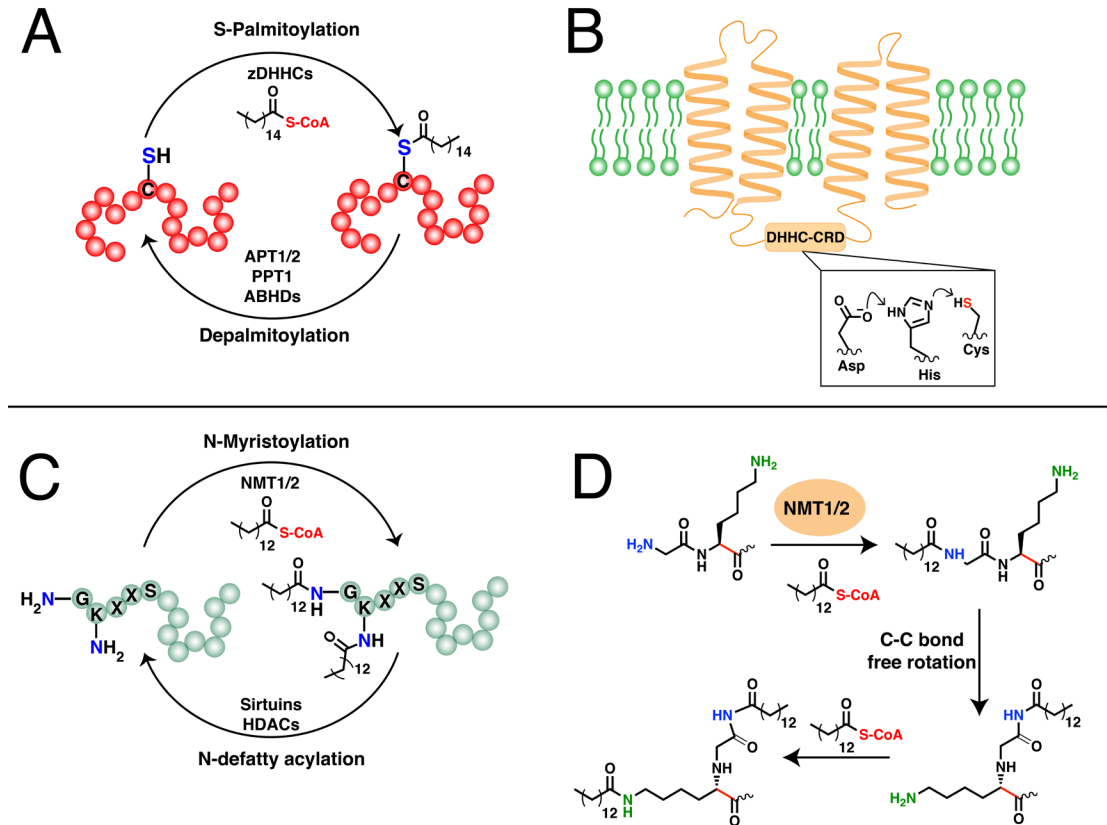 A
S-Palmitoylation
zDHHCs
O
S-CoA
14
SH
C
O
S
14
C
APT1/2
PPT1
ABHDs
Depalmitoylation
B
DHHC-CRD
O
O
−
HN
N
HS
Asp
His
Cys
C
N-Myristoylation
NMT1/2
O
S-CoA
12
H2N
G
K
X
X
S
NH2
O
12
N
H
G
K
X
X
S
O
NH
12
Sirtuins
HDACs
N-defatty acylation
D
NH2
H2N
O
N
H
O
NMT1/2
O
S-CoA
12
NH2
O
12
NH
O
N
H
O
C-C bond
free rotation
O
HN
12
O
NH
H2N
O
O
S-CoA
12
O
HN
12
O
NH
O
12
N
H
O